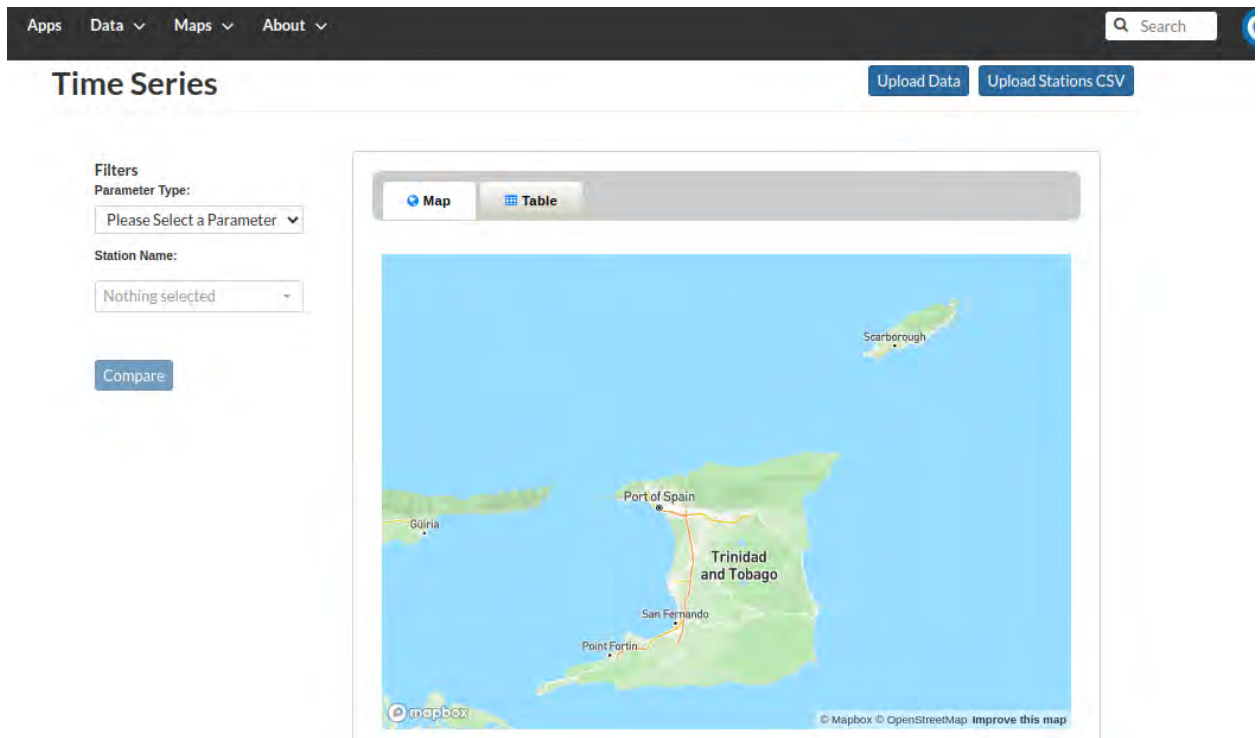 Apps Data Maps About Search
Time Series
Upload Data Upload Stations CSV
Filters
Parameter Type:
Please Select a Parameter
Station Name:
Nothing selected
Compare
Map Table
Scarborough
Port of Spain
Güiria
Trinidad
and Tobago
San Fernando
Point Fortin
mapbox
© Mapbox © OpenStreetMap Improve this map